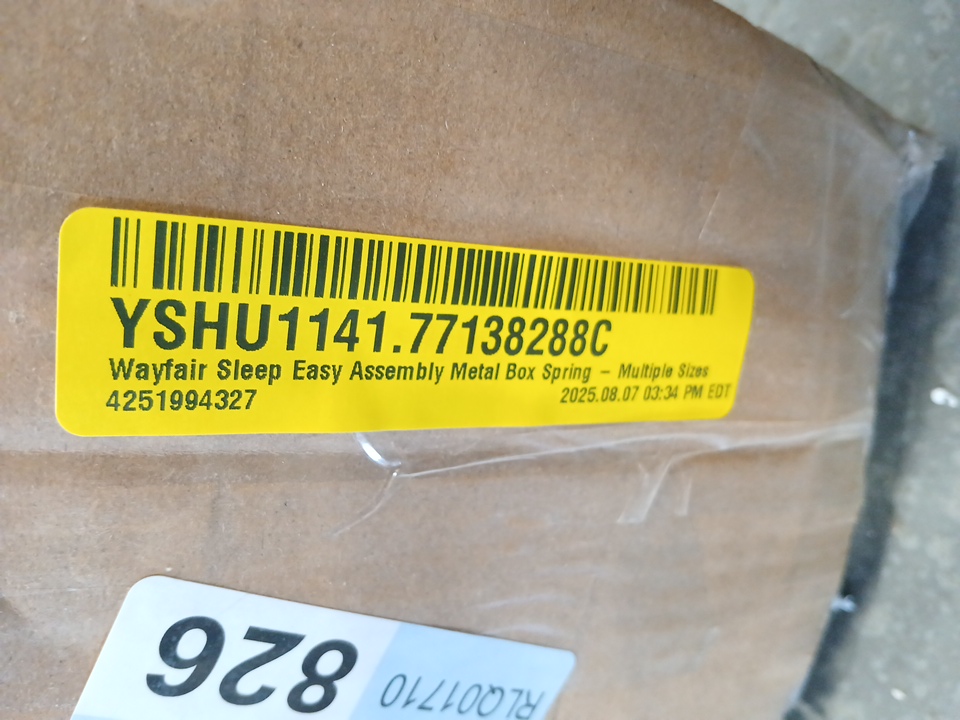 YSHU1141.77138288C
Wayfair Sleep Easy Assembly Metal Box Spring – Multiple Sizes
4251994327
2025.08.07 03:34 PM EDT
826
RLQ01710